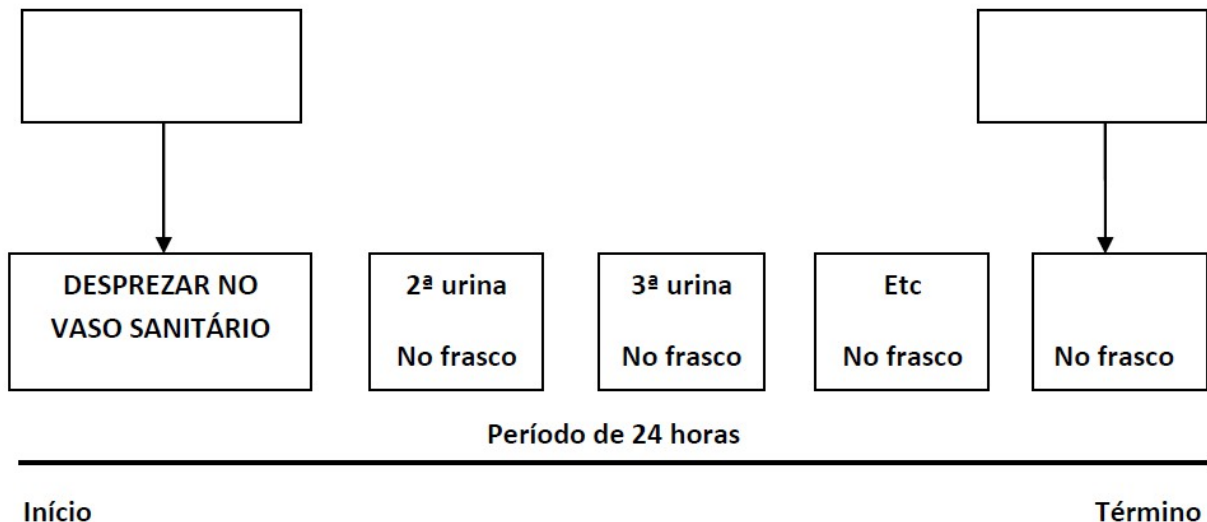 DESPREZAR NO
VASO SANITÁRIO
2ª urina
No frasco
3ª urina
No frasco
Etc
No frasco
No frasco
Período de 24 horas
Início
Término